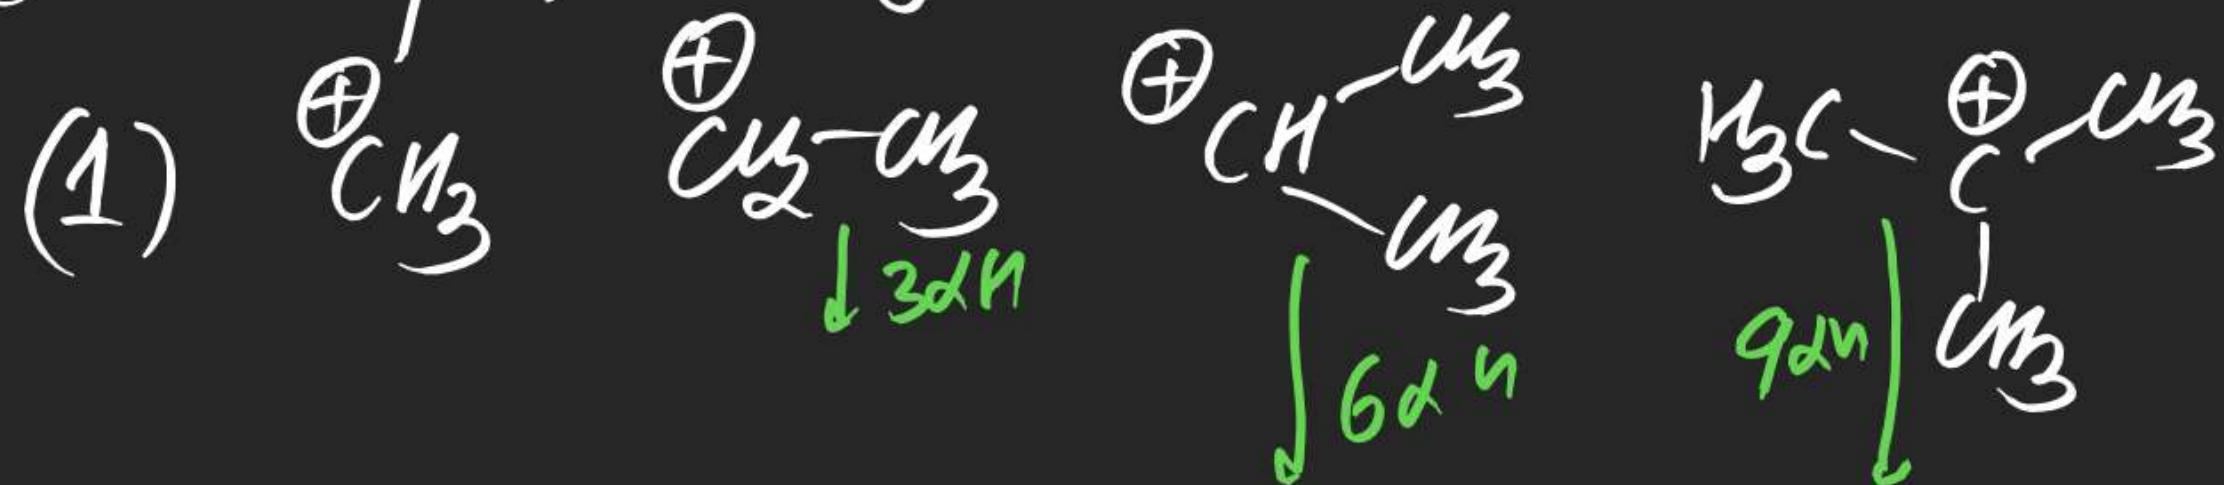 (1) ⊕CH3 ⊕CH2-CH3 ⊕CH-CH3 H3C-C⊕-CH3
CH3 CH3
3αH 6αH 9αH